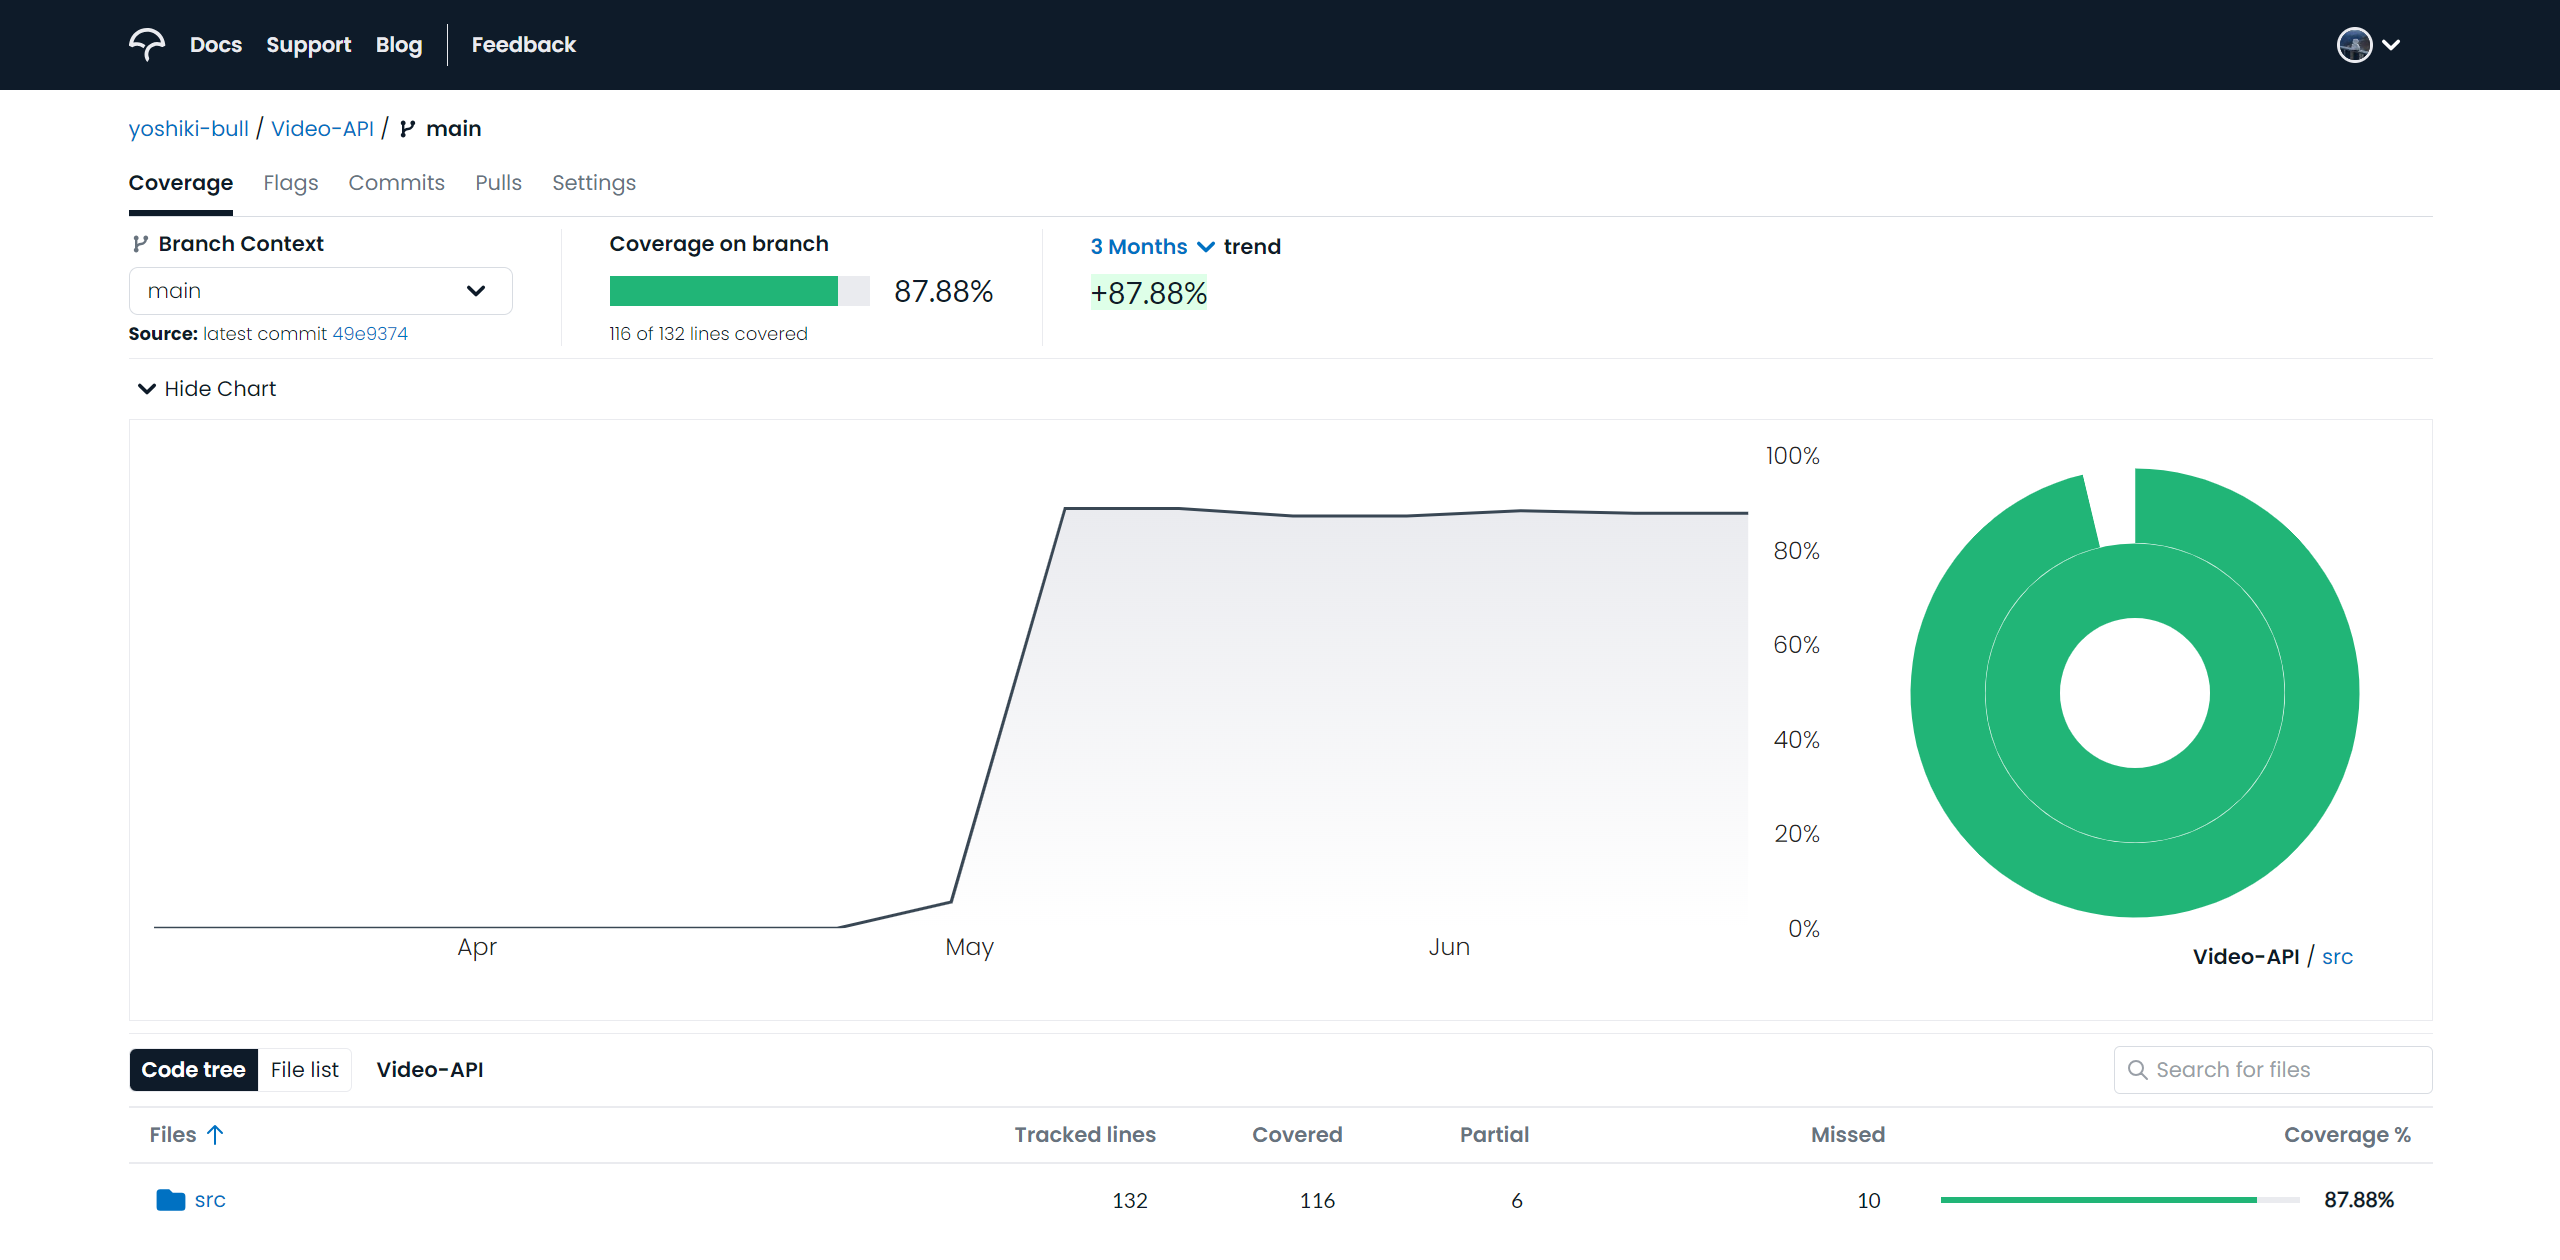 Docs Support Blog Feedback
yoshiki-bull / Video-API / main
Coverage Flags Commits Pulls Settings
Branch Context
main
Source: latest commit 49e9374
Coverage on branch
87.88%
116 of 132 lines covered
3 Months trend
+87.88%
Hide Chart
100%
80%
60%
40%
20%
0%
Apr May Jun
Video-API / src
Code tree File list Video-API Search for files
Files Tracked lines Covered Partial Missed Coverage %
src 132 116 6 10 87.88%